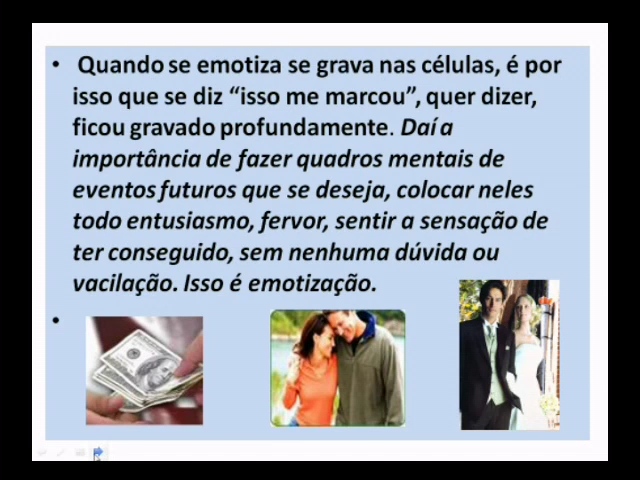 • Quando se emotiza se grava nas células, é por
isso que se diz “isso me marcou”, quer dizer,
ficou gravado profundamente. Daí a
importância de fazer quadros mentais de
eventos futuros que se deseja, colocar neles
todo entusiasmo, fervor, sentir a sensação de
ter conseguido, sem nenhuma dúvida ou
vacilação. Isso é emotização.
•